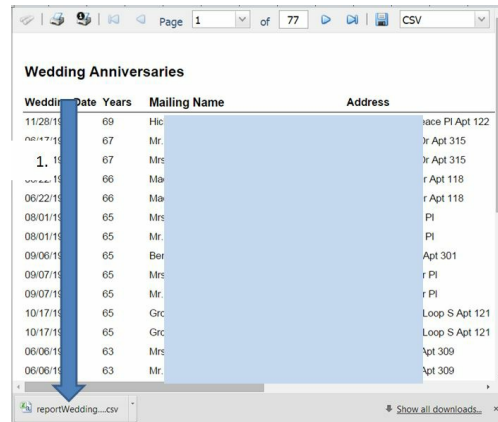 Page 1 of 77 CSV
Wedding Anniversaries
Wedding Date Years Mailing Name Address
11/28/19 69 Hic eace Pl Apt 122
06/17/19 67 Mr. Dr Apt 315
1. 19 67 Mrs Dr Apt 315
19 66 Ma r Apt 118
06/22/19 66 Ma r Apt 118
08/01/19 65 Mrs Pl
08/01/19 65 Mr. Pl
09/06/19 65 Ber Apt 301
09/07/19 65 Mrs r Pl
09/07/19 65 Mr. r Pl
10/17/19 65 Gro Loop S Apt 121
10/17/19 65 Gro Loop S Apt 121
06/06/19 63 Mrs Apt 309
06/06/19 63 Mr. Apt 309
reportWedding....csv Show all downloads...